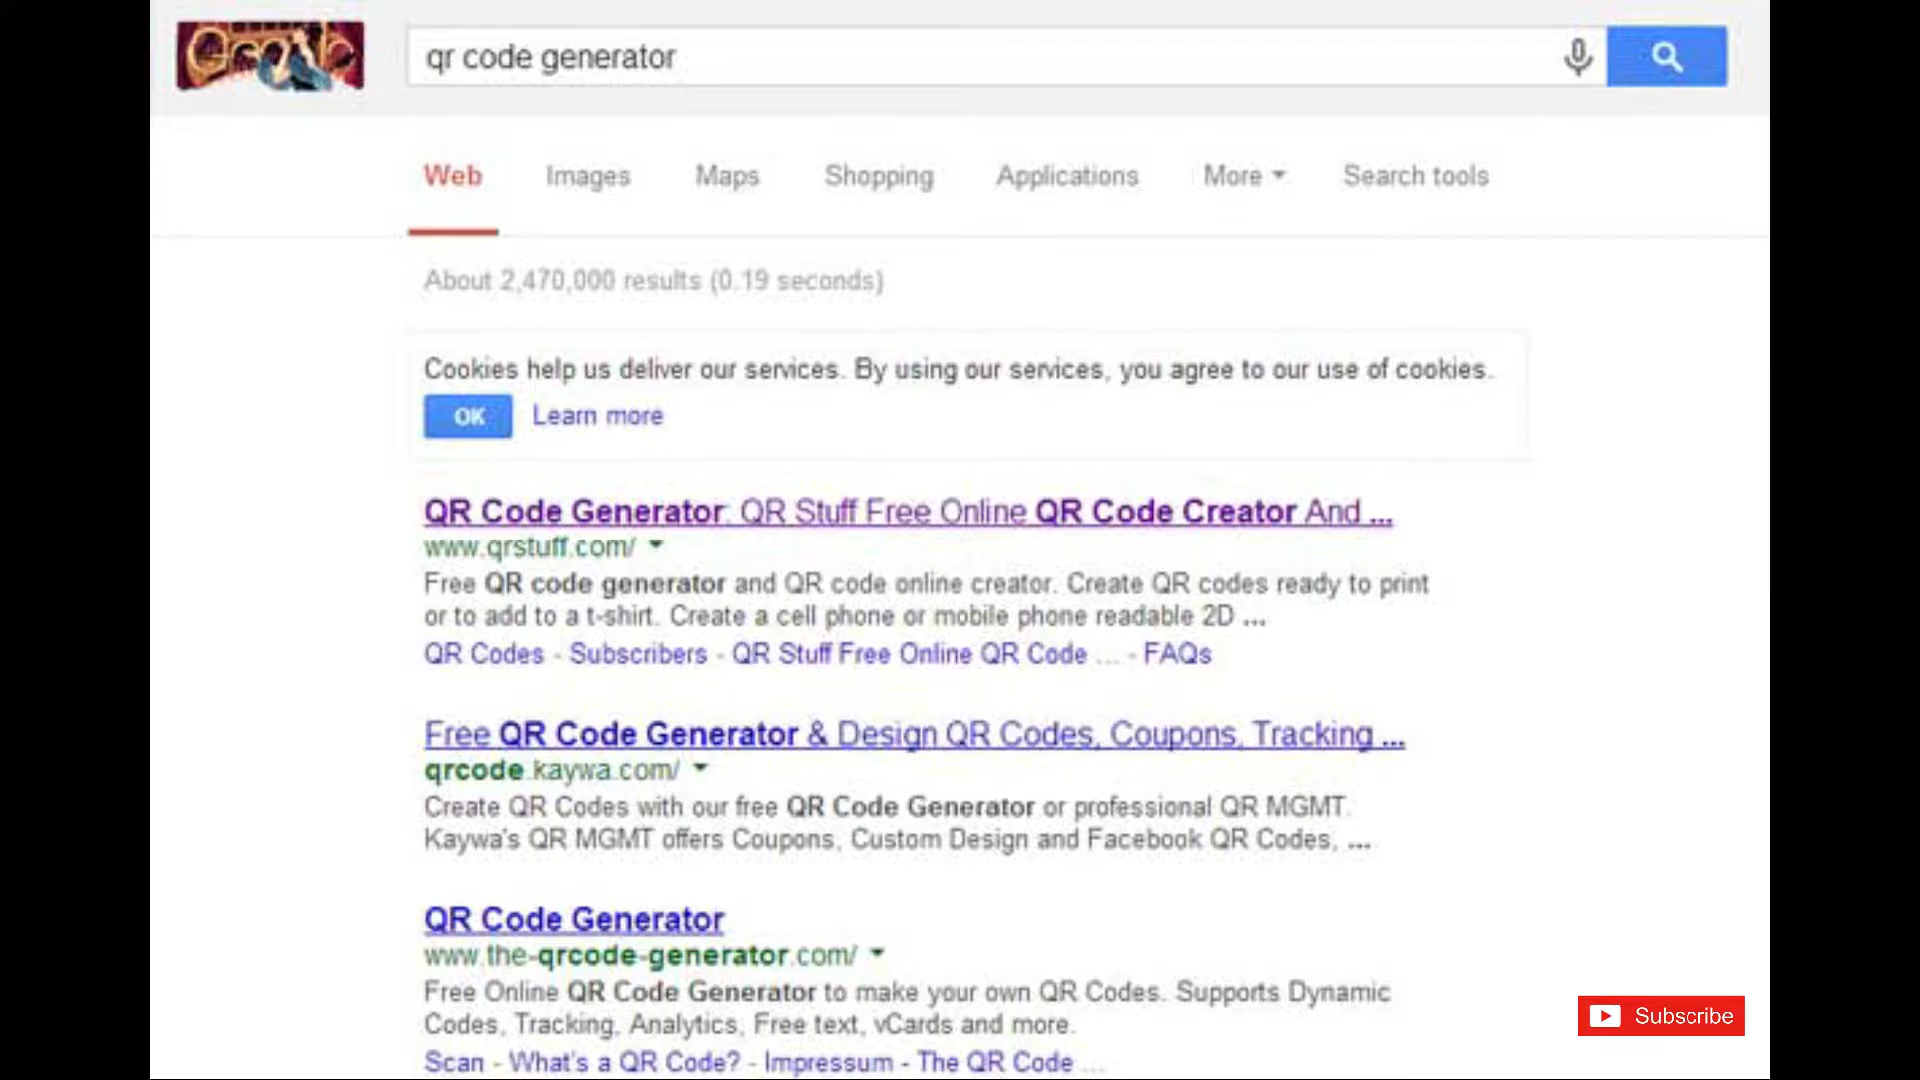 Google
qr code generator
Web Images Maps Shopping Applications More Search tools
About 2,470,000 results (0.19 seconds)
Cookies help us deliver our services. By using our services, you agree to our use of cookies.
OK Learn more
QR Code Generator: QR Stuff Free Online QR Code Creator And ...
www.qrstuff.com/
Free QR code generator and QR code online creator. Create QR codes ready to print
or to add to a t-shirt. Create a cell phone or mobile phone readable 2D ...
QR Codes - Subscribers - QR Stuff Free Online QR Code ... - FAQs
Free QR Code Generator & Design QR Codes, Coupons, Tracking ...
qrcode.kaywa.com/
Create QR Codes with our free QR Code Generator or professional QR MGMT.
Kaywa's QR MGMT offers Coupons, Custom Design and Facebook QR Codes, ...
QR Code Generator
www.the-qrcode-generator.com/
Free Online QR Code Generator to make your own QR Codes. Supports Dynamic
Codes, Tracking, Analytics, Free text, vCards and more.
Scan - What's a QR Code? - Impressum - The QR Code ...
Subscribe